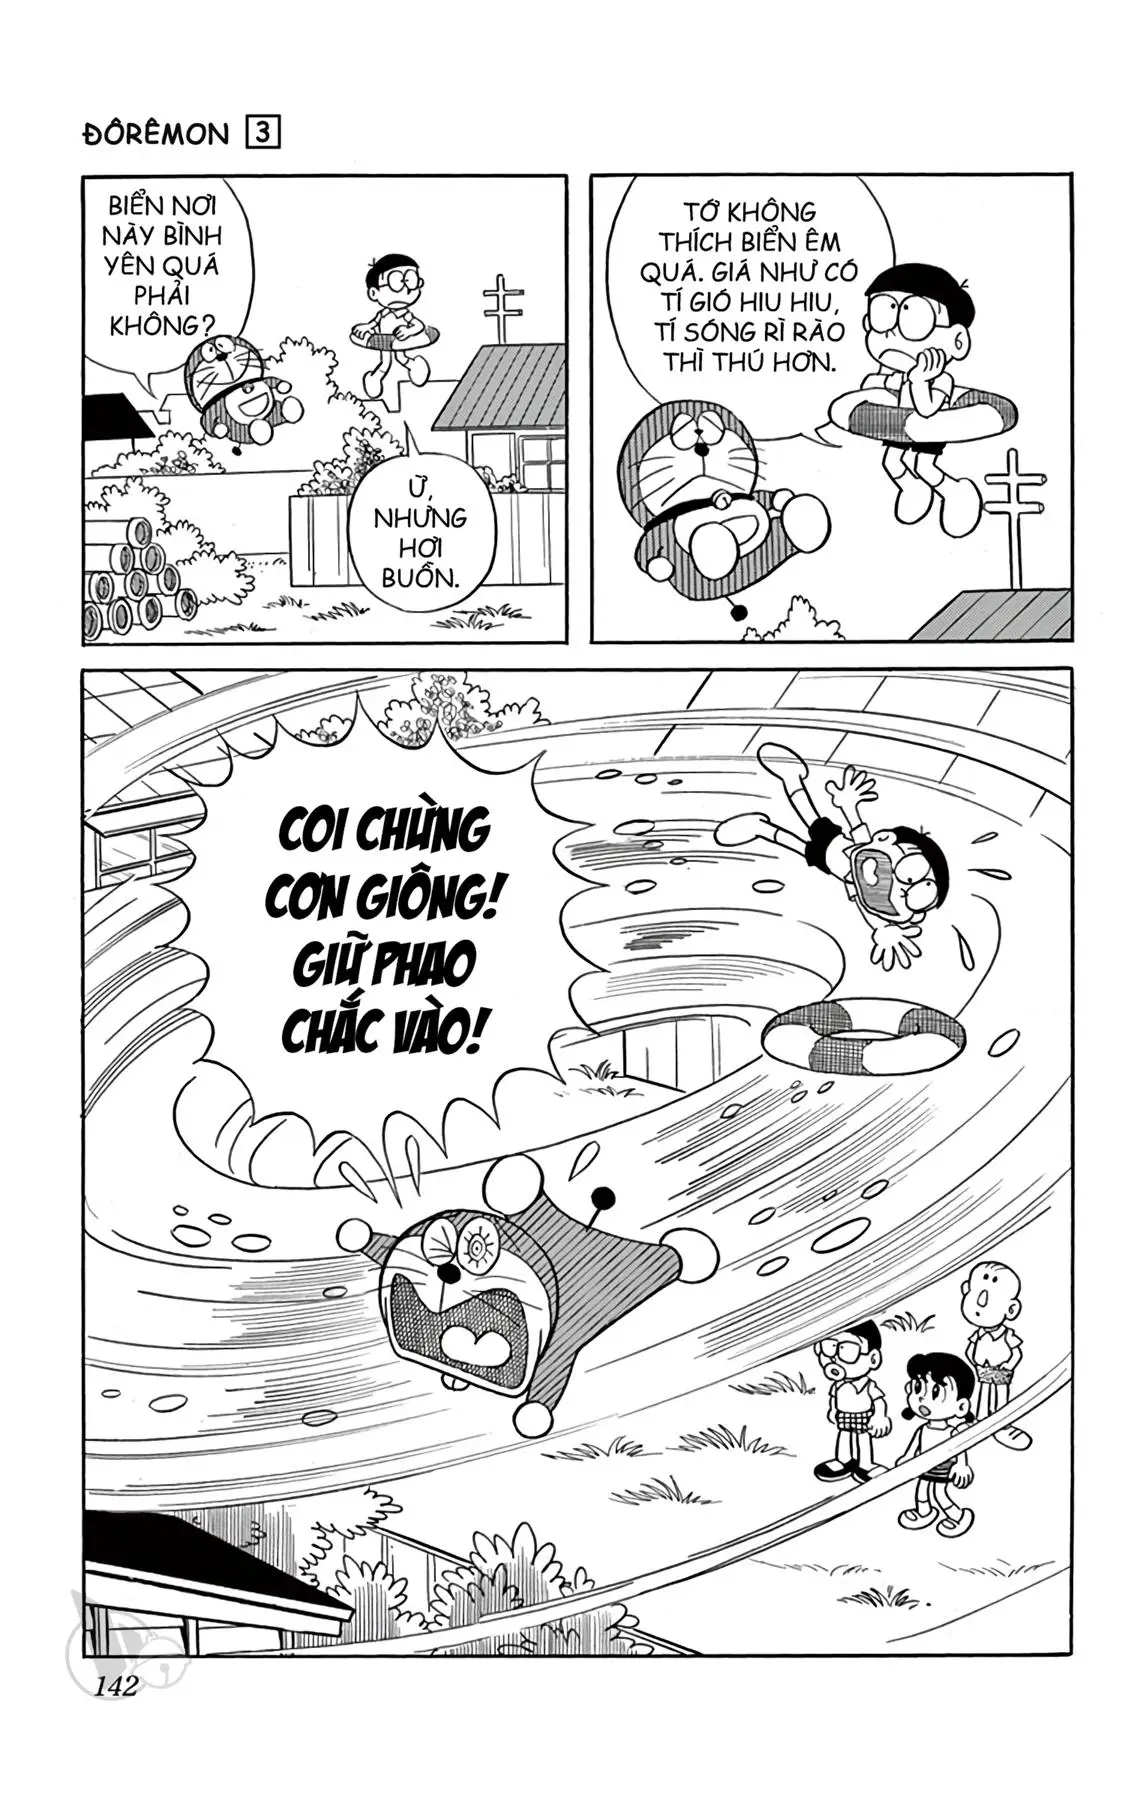 ĐÔRÊMON 3
BIỂN NƠI
NÀY BÌNH
YÊN QUÁ
PHẢI
KHÔNG?
Ừ,
NHƯNG
HƠI
BUỒN.
TỚ KHÔNG
THÍCH BIỂN ÊM
QUÁ. GIÁ NHƯ CÓ
TÍ GIÓ HIU HIU,
TÍ SÓNG RÌ RÀO
THÌ THÚ HƠN.
COI CHỪNG
CƠN GIÔNG!
GIỮ PHAO
CHẮC VÀO!
142